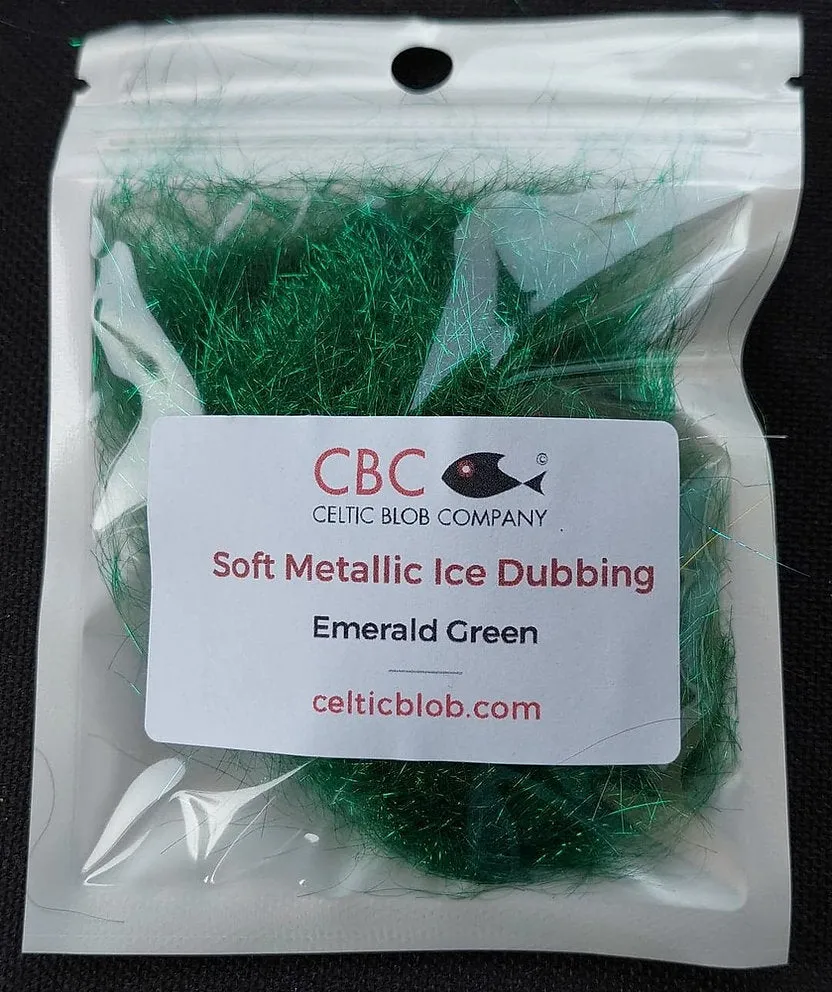 CBC ©
CELTIC BLOB COMPANY
Soft Metallic Ice Dubbing
Emerald Green
celticblob.com